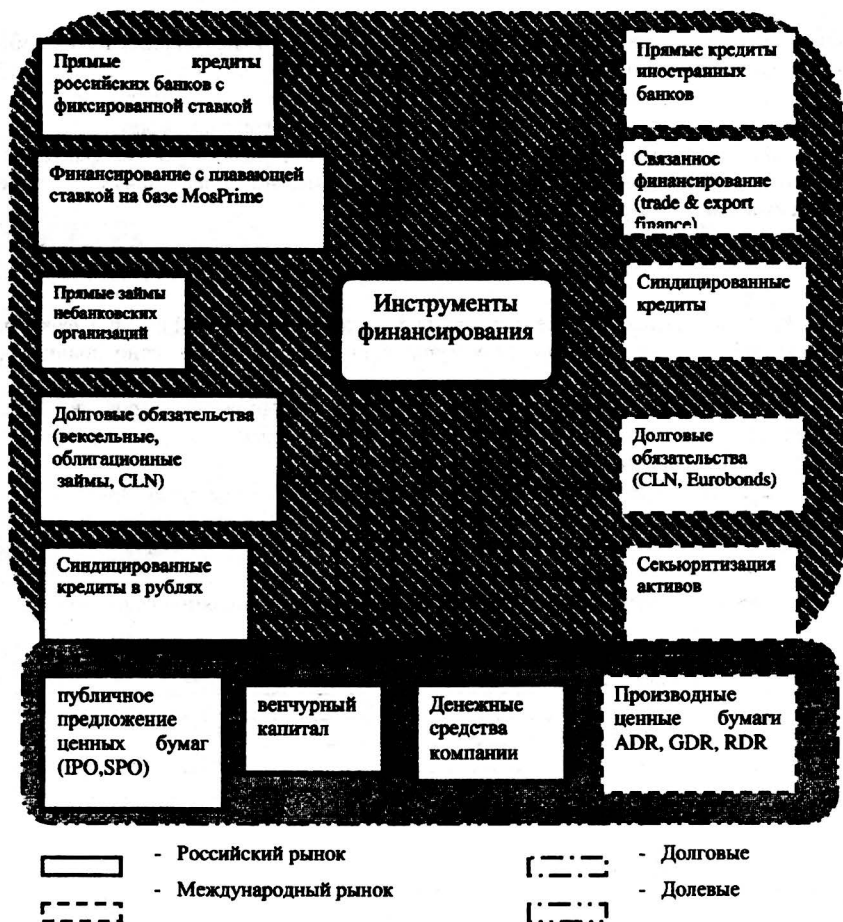 Прямые кредиты
российских банков с
фиксированной ставкой
Прямые кредиты
иностранных
банков
Финансирование с плавающей
ставкой на базе MosPrime
Связанное
финансирование
(trade & export
finance)
Прямые займы
небанковских
организаций
Инструменты
финансирования
Синдицированные
кредиты
Долговые обязательства
(вексельные,
облигационные
займы, CLN)
Долговые
обязательства
(CLN, Eurobonds)
Синдицированные
кредиты в рублях
Секьюритизация
активов
публичное
предложение
ценных бумаг
(IPO,SPO)
венчурный
капитал
Денежные
средства
компании
Производные
ценные бумаги
ADR, GDR, RDR
- Российский рынок
- Долговые
- Международный рынок
- Долевые